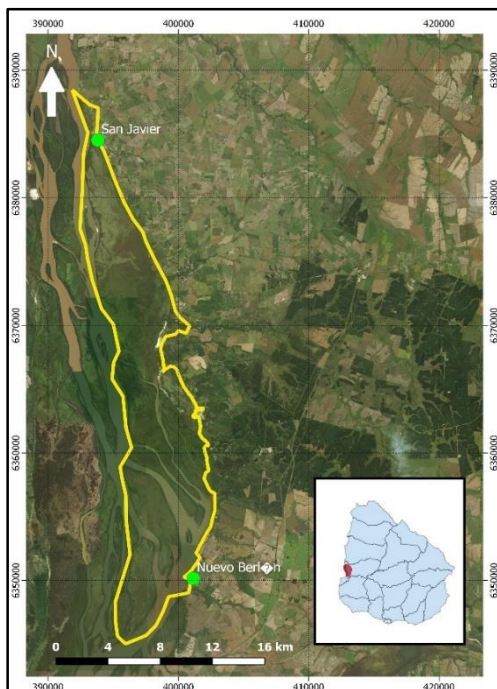 390000 400000 410000 420000
6390000 6390000
N
San Javier
6380000 6380000
6370000 6370000
6360000 6360000
Nuevo Berl�n
6350000 6350000
0 4 8 12 16 km
390000 400000 410000 420000